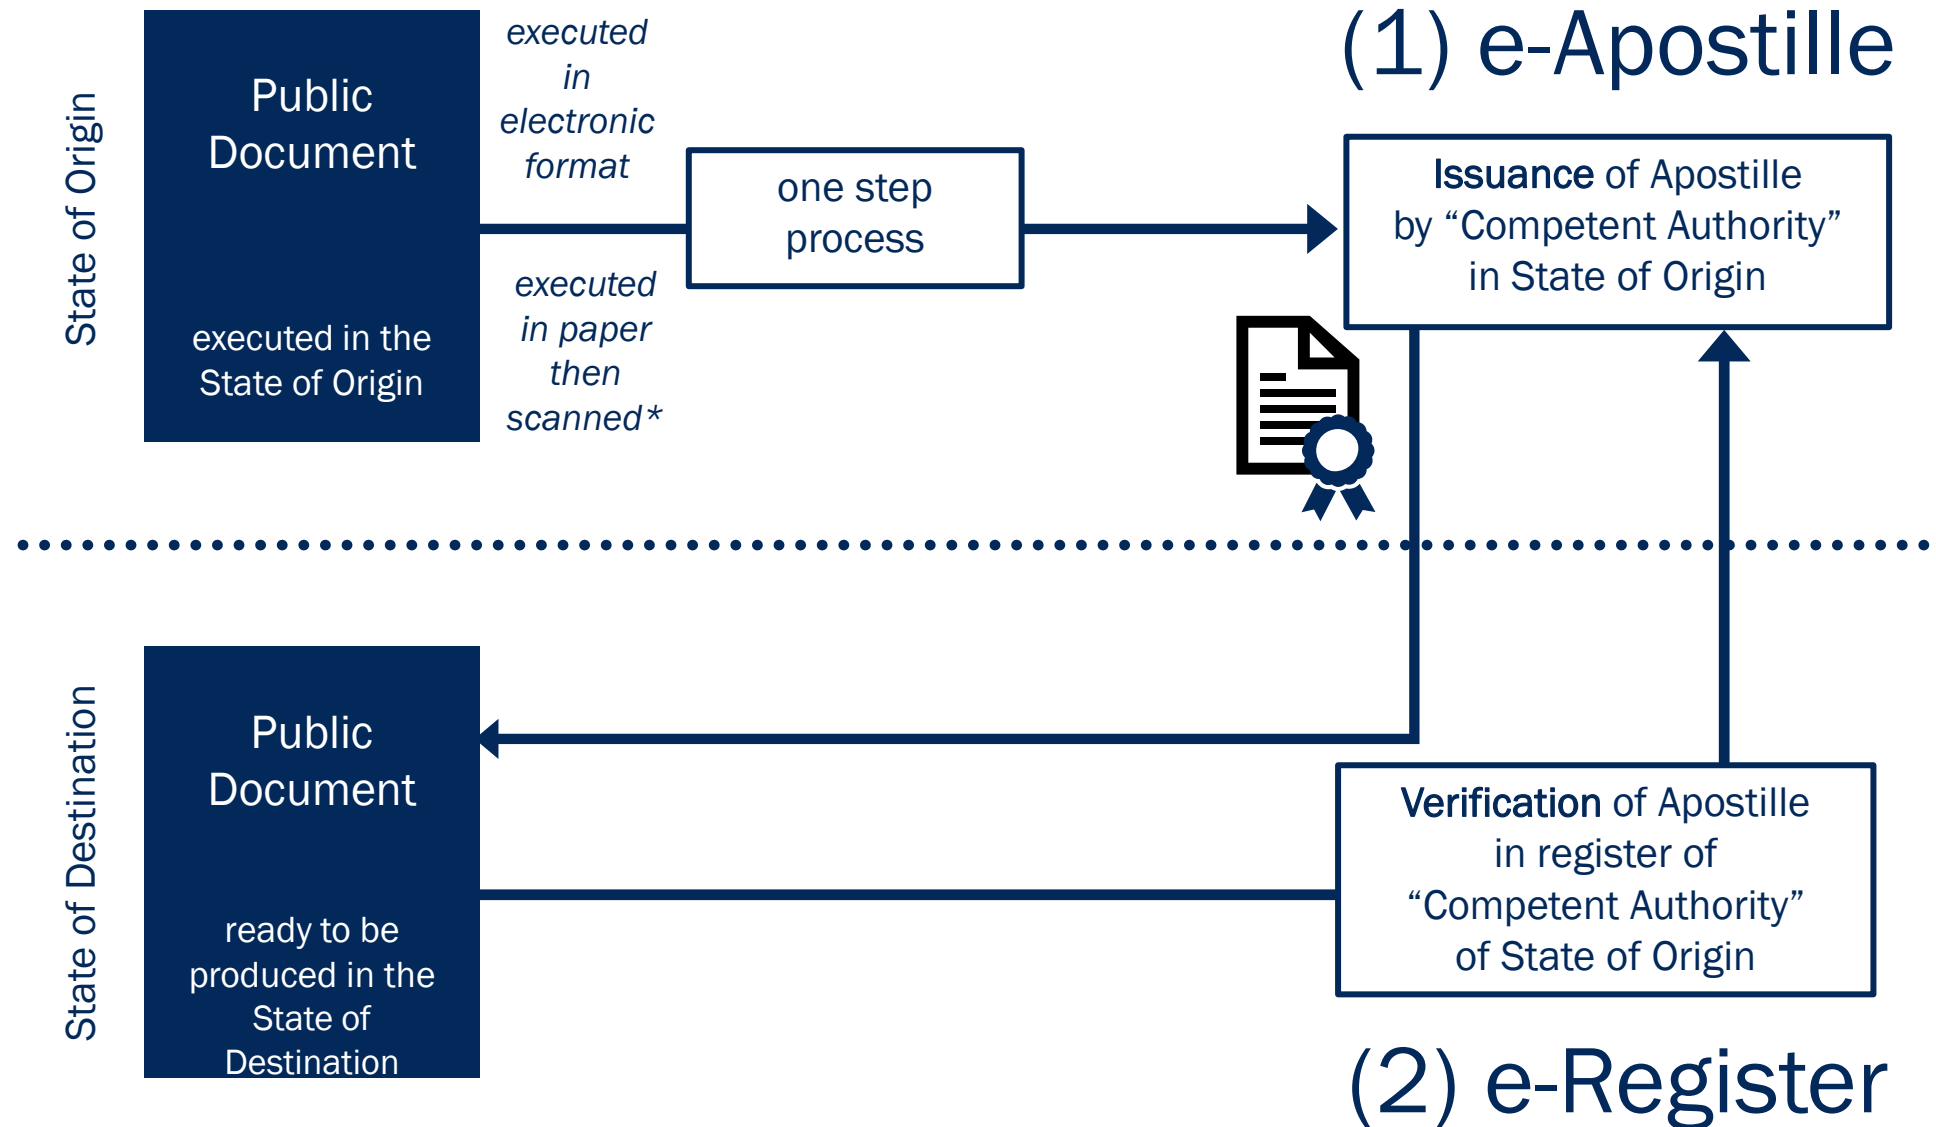 (1) e-Apostille
State of Origin
Public
Document
executed in the
State of Origin
executed
in
electronic
format
executed
in paper
then
scanned*
one step
process
Issuance of Apostille
by “Competent Authority”
in State of Origin
State of Destination
Public
Document
ready to be
produced in the
State of
Destination
Verification of Apostille
in register of
“Competent Authority”
of State of Origin
(2) e-Register